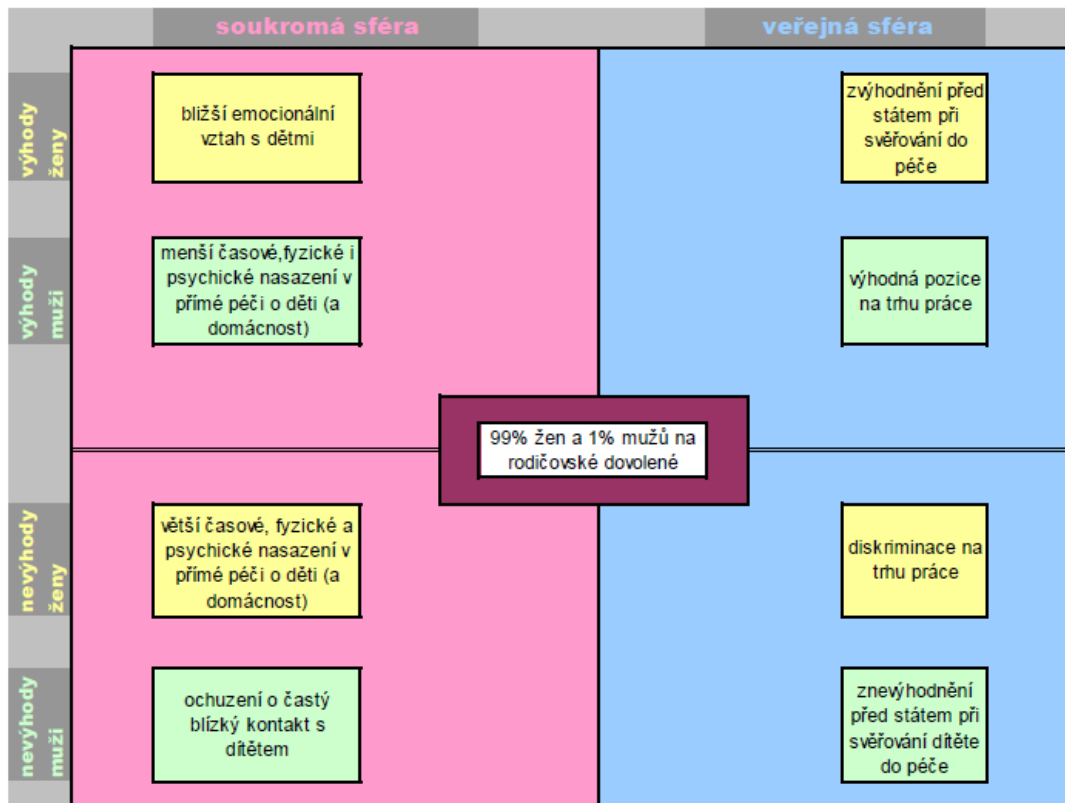 soukromá sféra
veřejná sféra
výhody
ženy
bližší emocionální
vztah s dětmi
zvýhodnění před
státem při
svěřování do
péče
výhody
muži
menší časové,fyzické i
psychické nasazení v
přímé péči o děti (a
domácnost)
výhodná pozice
na trhu práce
99% žen a 1% mužů na
rodičovské dovolené
nevýhody
ženy
větší časové, fyzické a
psychické nasazení v
přímé péči o děti (a
domácnost)
diskriminace na
trhu práce
nevýhody
muži
ochuzení o častý
blízký kontakt s
dítětem
znevýhodnění
před státem při
svěřování dítěte
do péče